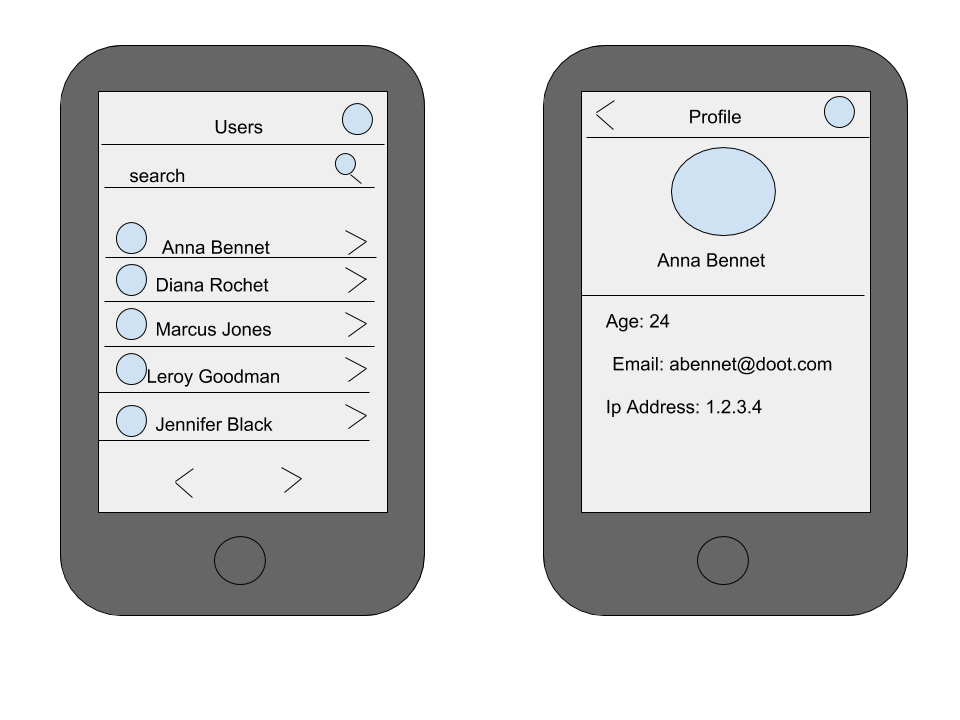 Users
search
Anna Bennet
Diana Rochet
Marcus Jones
Leroy Goodman
Jennifer Black
Profile
Anna Bennet
Age: 24
Email: abennet@doot.com
Ip Address: 1.2.3.4